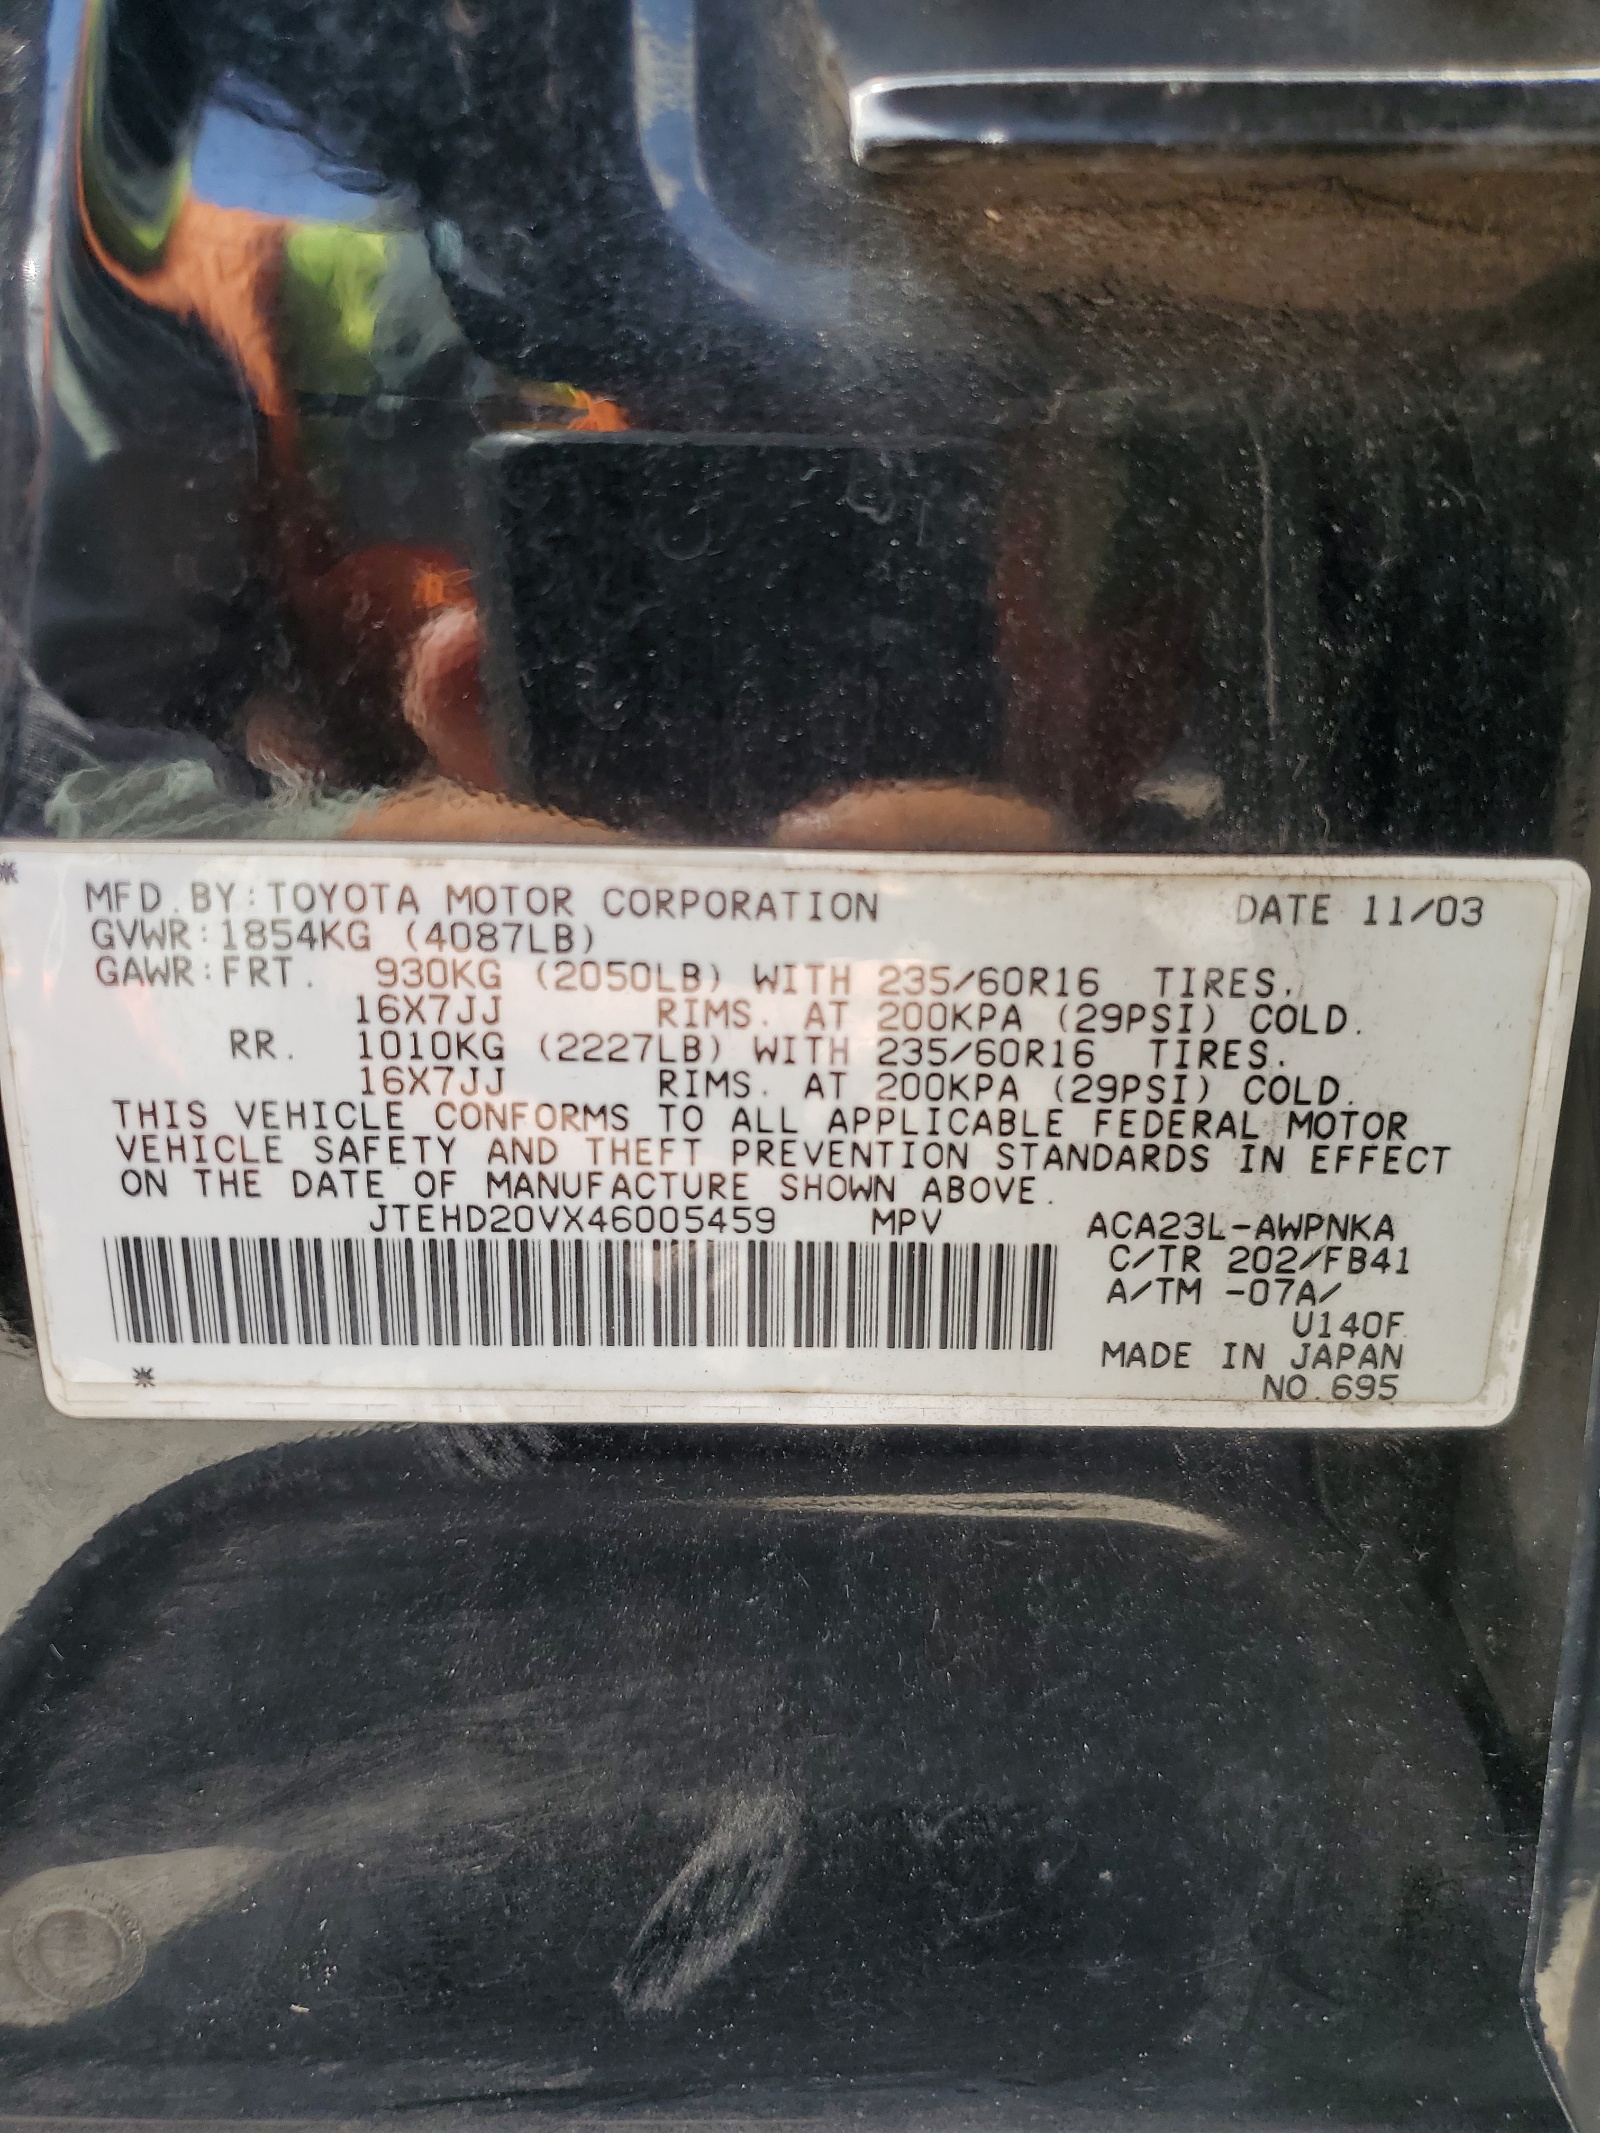 MFD.BY:TOYOTA MOTOR CORPORATION DATE 11/03
GVWR:1854KG (4087LB)
GAWR:FRT. 930KG (2050LB) WITH 235/60R16 TIRES.
16X7JJ RIMS. AT 200KPA (29PSI) COLD.
RR. 1010KG (2227LB) WITH 235/60R16 TIRES.
16X7JJ RIMS. AT 200KPA (29PSI) COLD.
THIS VEHICLE CONFORMS TO ALL APPLICABLE FEDERAL MOTOR
VEHICLE SAFETY AND THEFT PREVENTION STANDARDS IN EFFECT
ON THE DATE OF MANUFACTURE SHOWN ABOVE.
JTEHD20VX46005459 MPV ACA23L-AWPNKA
C/TR 202/FB41
A/TM -07A/
U140F
MADE IN JAPAN
NO.695